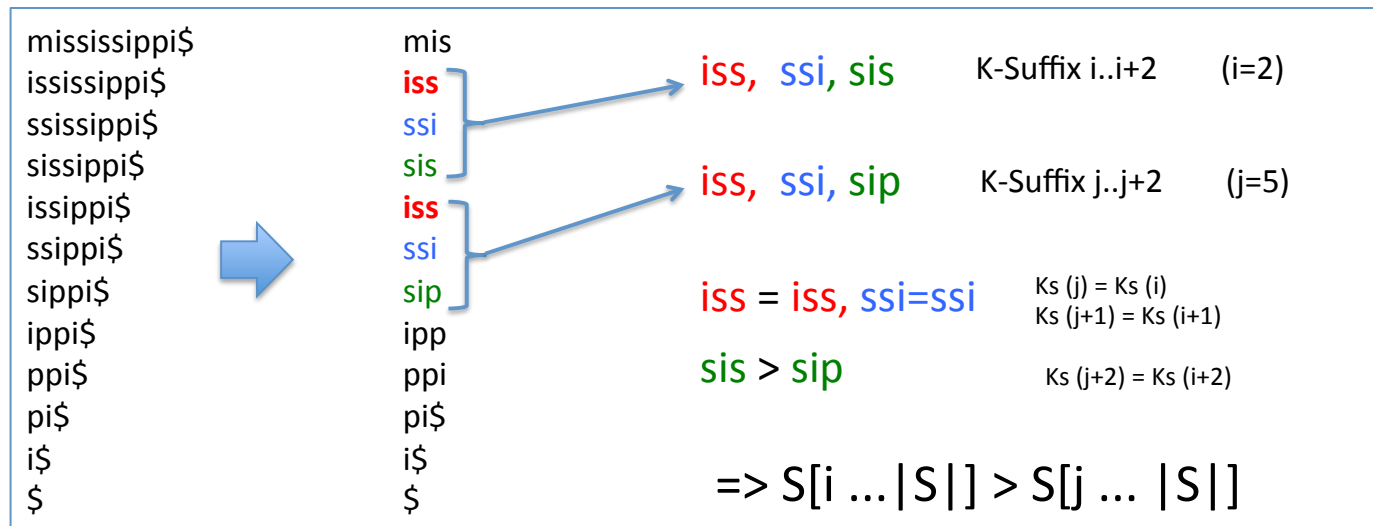 mississippi$
ississippi$
ssissippi$
sissippi$
issippi$
ssippi$
sippi$
ippi$
ppi$
pi$
i$
$
mis
iss
ssi
sis
iss
ssi
sip
ipp
ppi
pi$
i$
$
iss, ssi, sis K-Suffix i..i+2 (i=2)
iss, ssi, sip K-Suffix j..j+2 (j=5)
iss = iss, ssi=ssi
Ks (j) = Ks (i)
Ks (j+1) = Ks (i+1)
sis > sip Ks (j+2) = Ks (i+2)
=> S[i ...|S|] > S[j ... |S|]